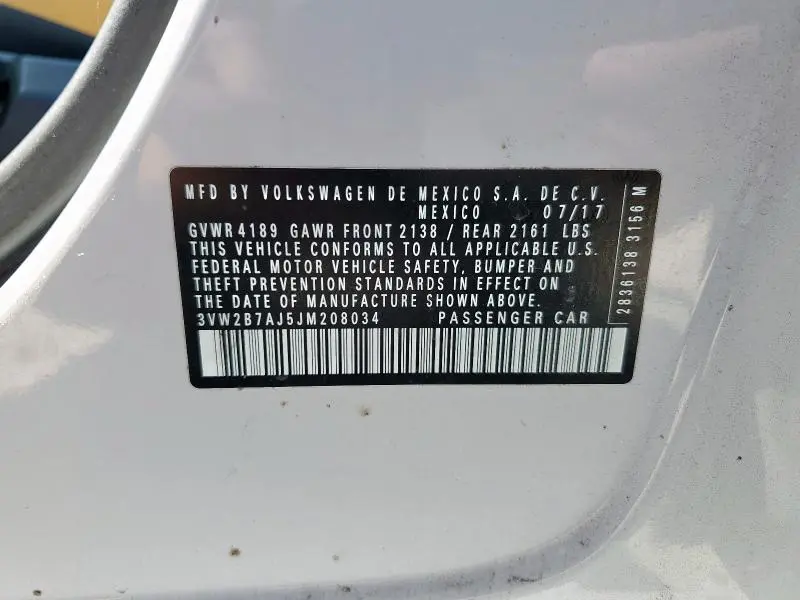 MFD BY VOLKSWAGEN DE MEXICO S.A. DE C.V.
MEXICO 07/17
GVWR 4189 GAWR FRONT 2138 / REAR 2161 LBS
THIS VEHICLE CONFORMS TO ALL APPLICABLE U.S.
FEDERAL MOTOR VEHICLE SAFETY, BUMPER AND
THEFT PREVENTION STANDARDS IN EFFECT ON
THE DATE OF MANUFACTURE SHOWN ABOVE.
3VW2B7AJ5JM208034 PASSENGER CAR
2836138 3156 M